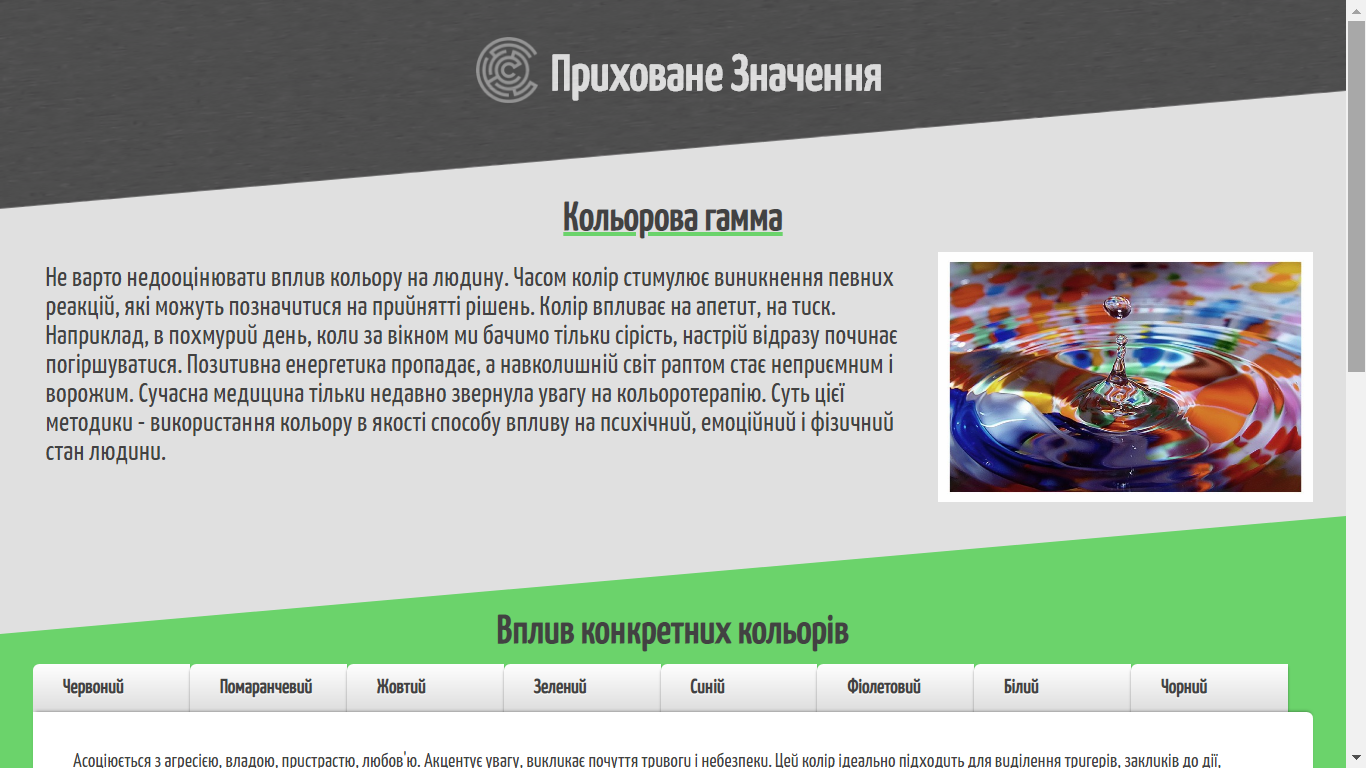 Приховане Значення
Кольорова гамма
Не варто недооцінювати вплив кольору на людину. Часом колір стимулює виникнення певних
реакцій, які можуть позначитися на прийнятті рішень. Колір впливає на апетит, на тиск.
Наприклад, в похмурий день, коли за вікном ми бачимо тільки сірість, настрій відразу починає
погіршуватися. Позитивна енергетика пропадає, а навколишній світ раптом стає неприємним і
ворожим. Сучасна медицина тільки недавно звернула увагу на кольоротерапію. Суть цієї
методики - використання кольору в якості способу впливу на психічний, емоційний і фізичний
стан людини.
Вплив конкретних кольорів
Червоний Помаранчевий Жовтий Зелений Синій Фіолетовий Білий Чорний
Асоціюється з агресією, владою, пристрастю, любов'ю. Акцентує увагу, викликає почуття тривоги і небезпеки. Цей колір ідеально підходить для виділення тригерів, закликів до дії,